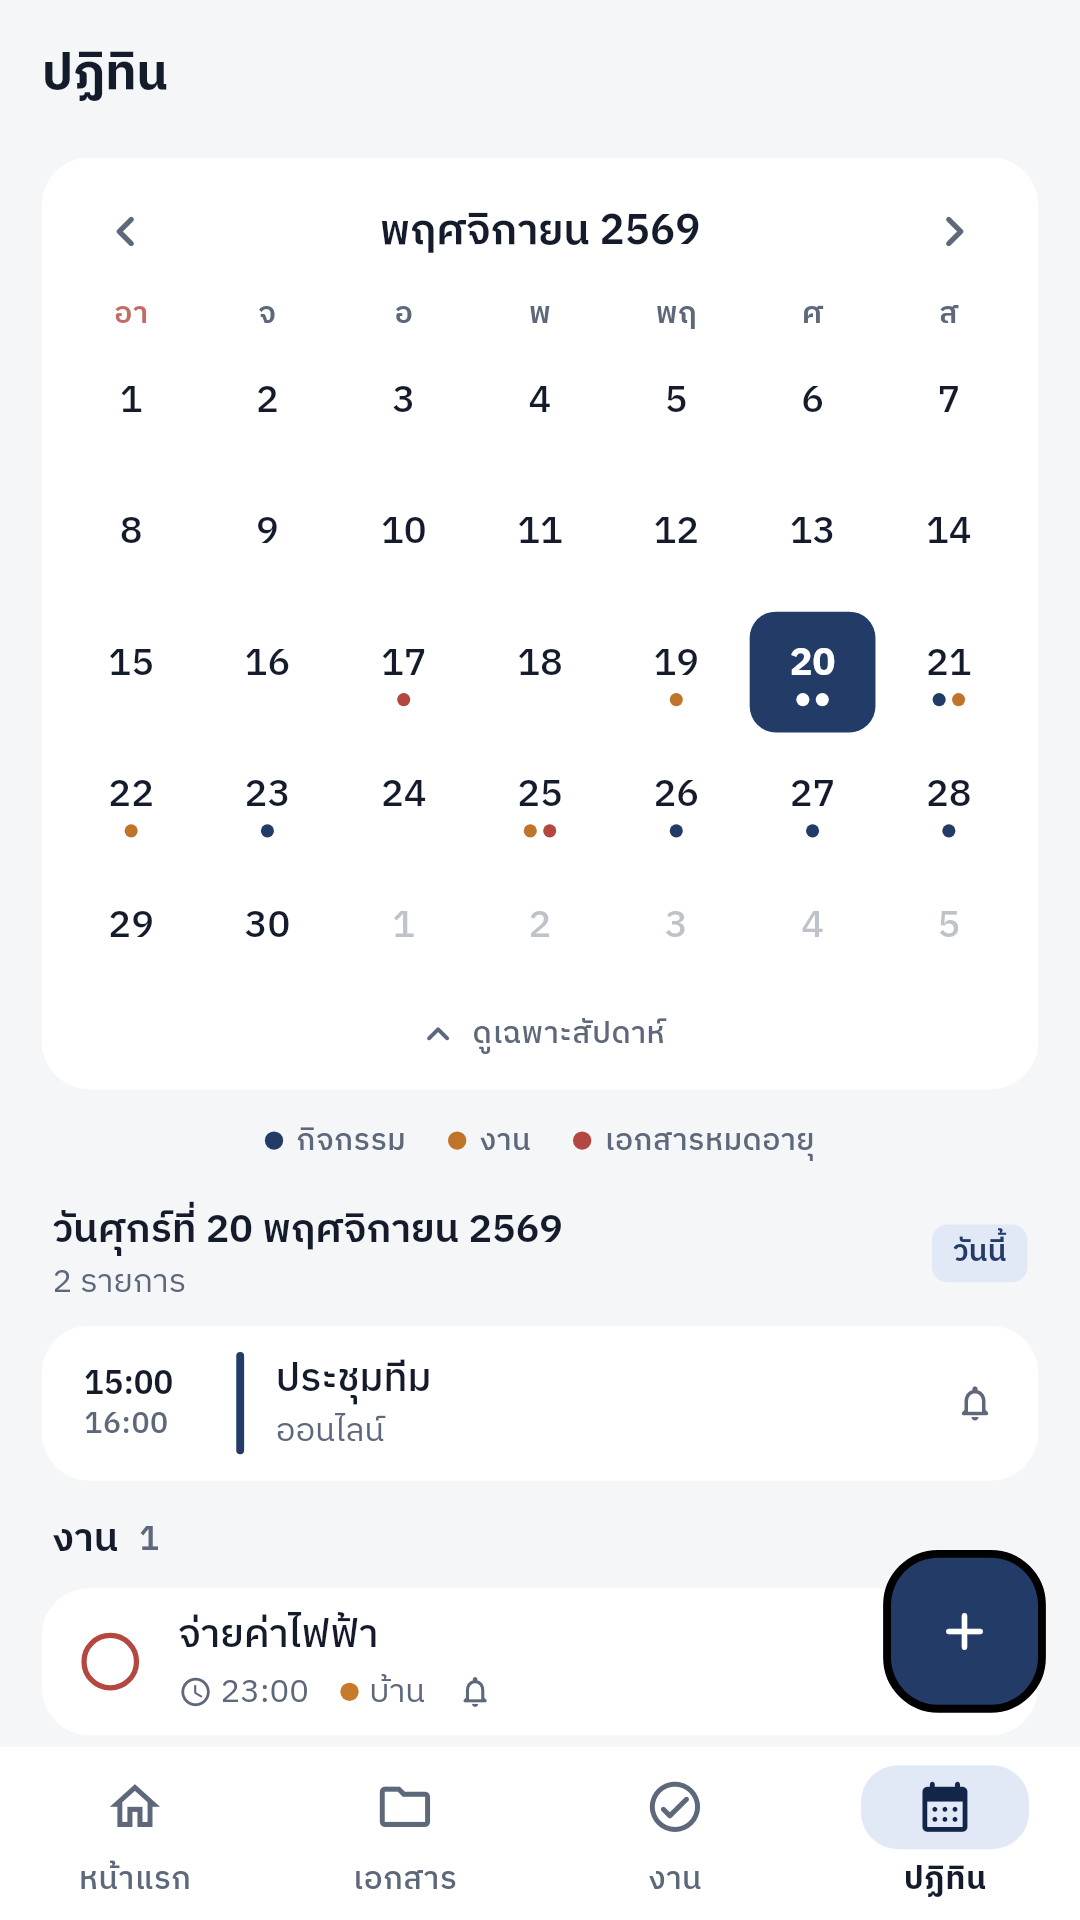 ปฏิทิน
พฤศจิกายน 2569
อา จ อ พ พฤ ศ ส
1 2 3 4 5 6 7
8 9 10 11 12 13 14
15 16 17 18 19 20 21
22 23 24 25 26 27 28
29 30 1 2 3 4 5
ดูเฉพาะสัปดาห์
กิจกรรม งาน เอกสารหมดอายุ
วันศุกร์ที่ 20 พฤศจิกายน 2569
วันนี้
2 รายการ
15:00
ประชุมทีม
16:00
ออนไลน์
งาน 1
จ่ายค่าไฟฟ้า
23:00 บ้าน
หน้าแรก เอกสาร งาน ปฏิทิน